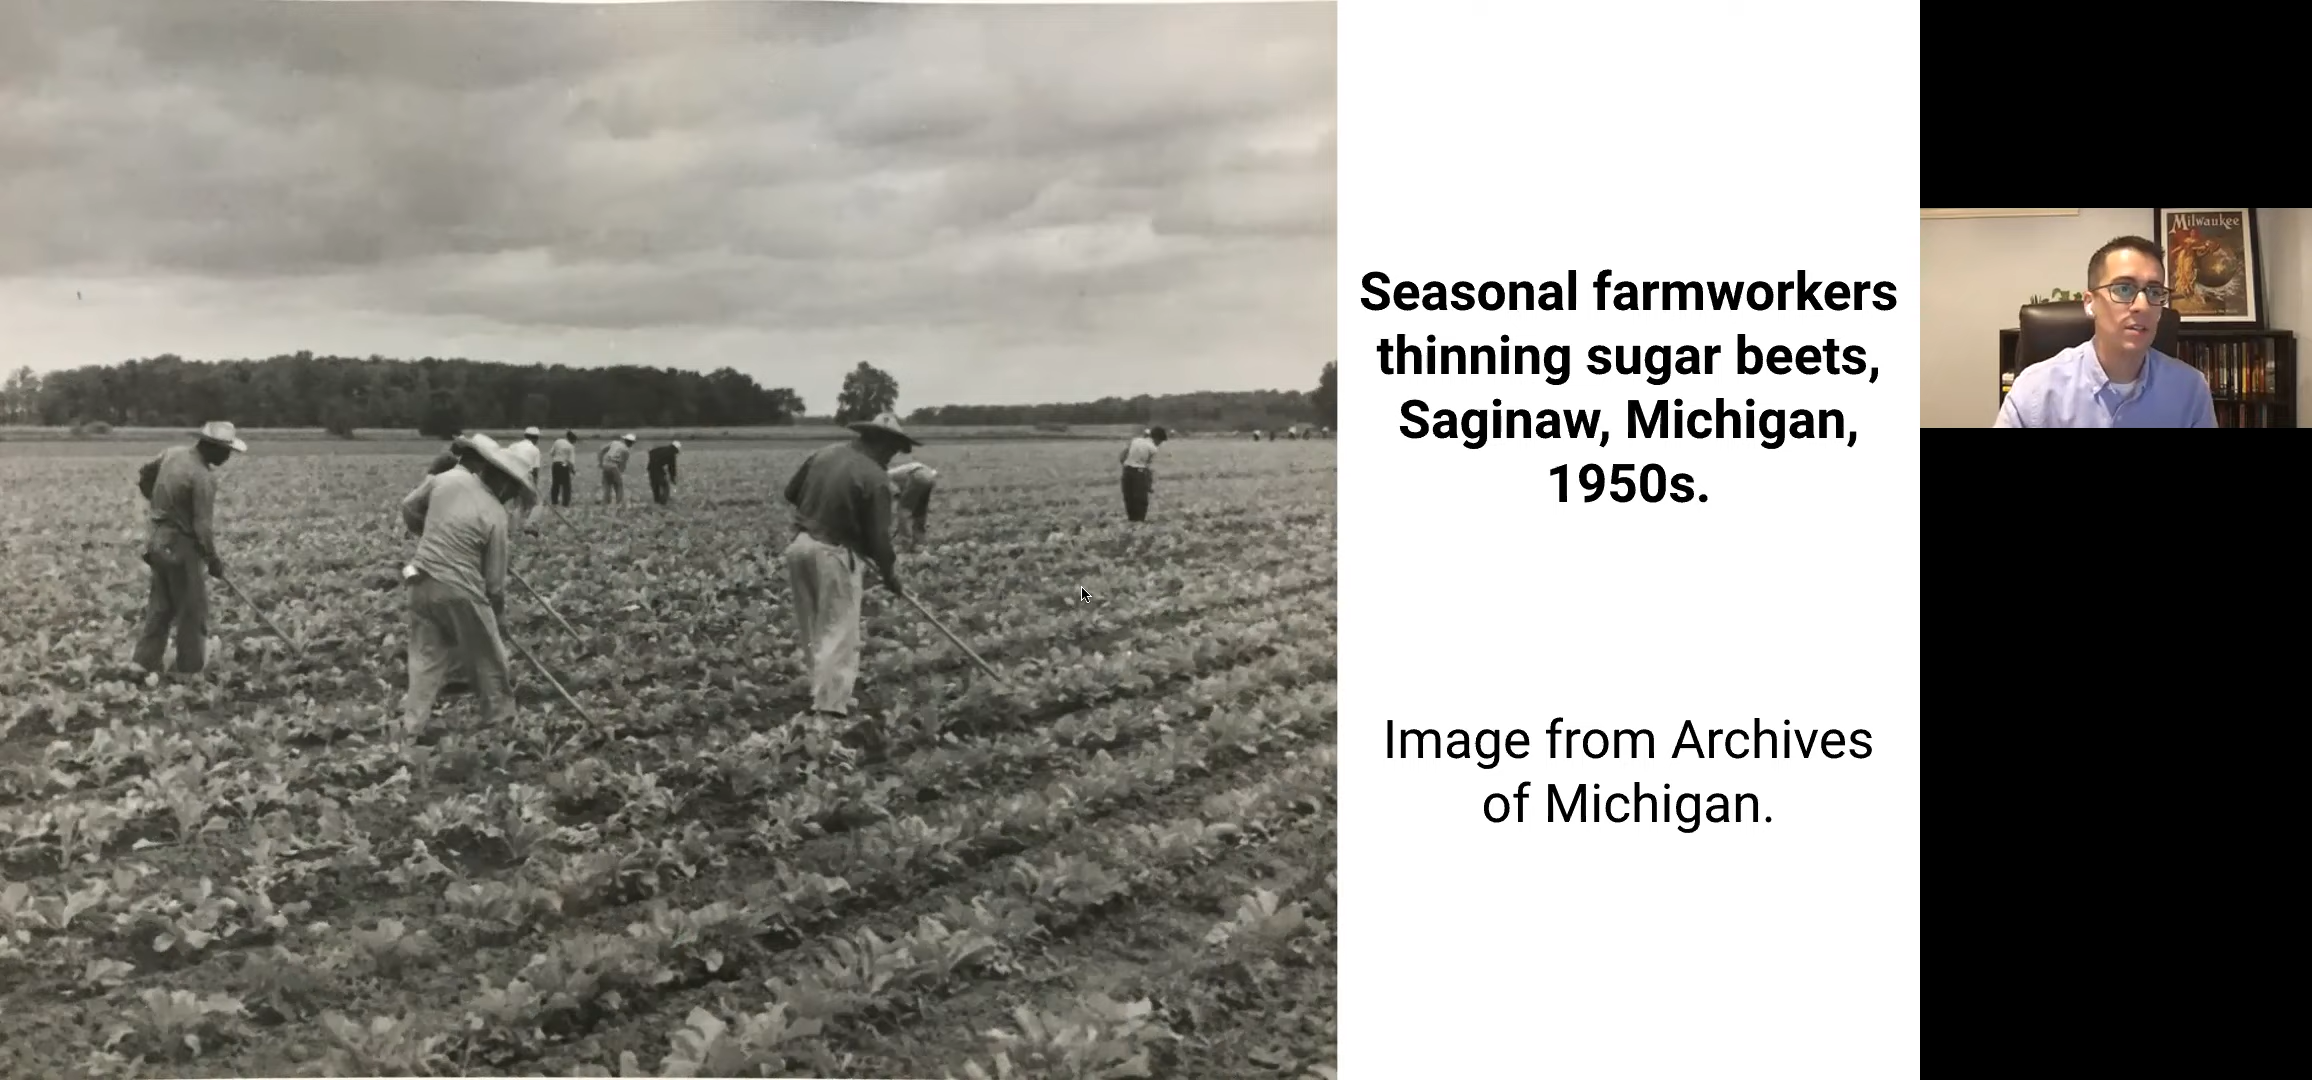 Seasonal farmworkers
thinning sugar beets,
Saginaw, Michigan,
1950s.
Image from Archives
of Michigan.
Milwaukee